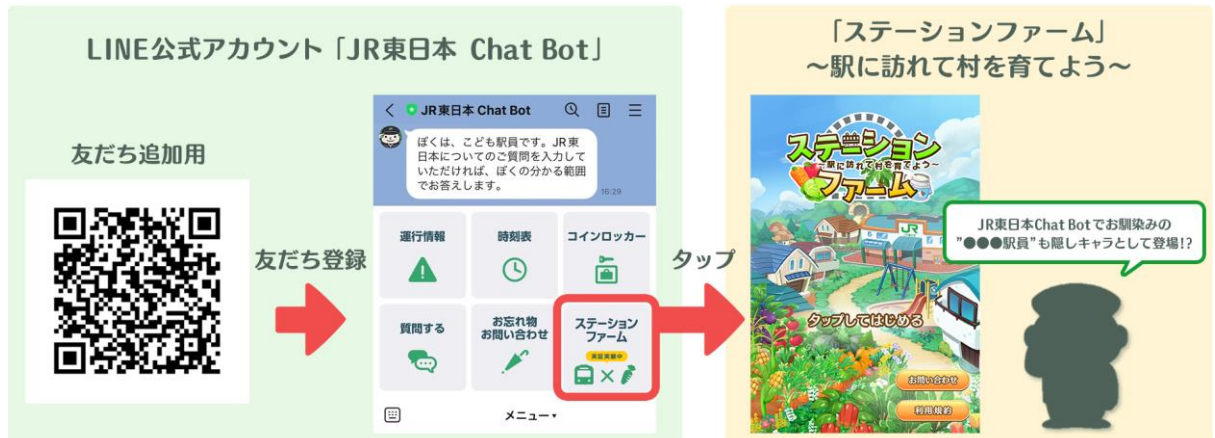 LINE公式アカウント「JR東日本 Chat Bot」
友だち追加用
友だち登録
JR東日本 Chat Bot
ぼくは、こども駅員です。JR東
日本についてのご質問を入力して
いただければ、ぼくの分かる範囲
でお答えします。
16:29
運行情報
時刻表
コインロッカー
質問する
お忘れ物
お問い合わせ
ステーション
ファーム
実証実験中
メニュー
タップ
「ステーションファーム」
～駅に訪れて村を育てよう～
ステーション
～駅に訪れて村を育てよう～
ファーム
JR
JR東日本Chat Botでお馴染みの
”●●●駅員”も隠しキャラとして登場!?
タップしてはじめる
お問い合わせ
利用規約